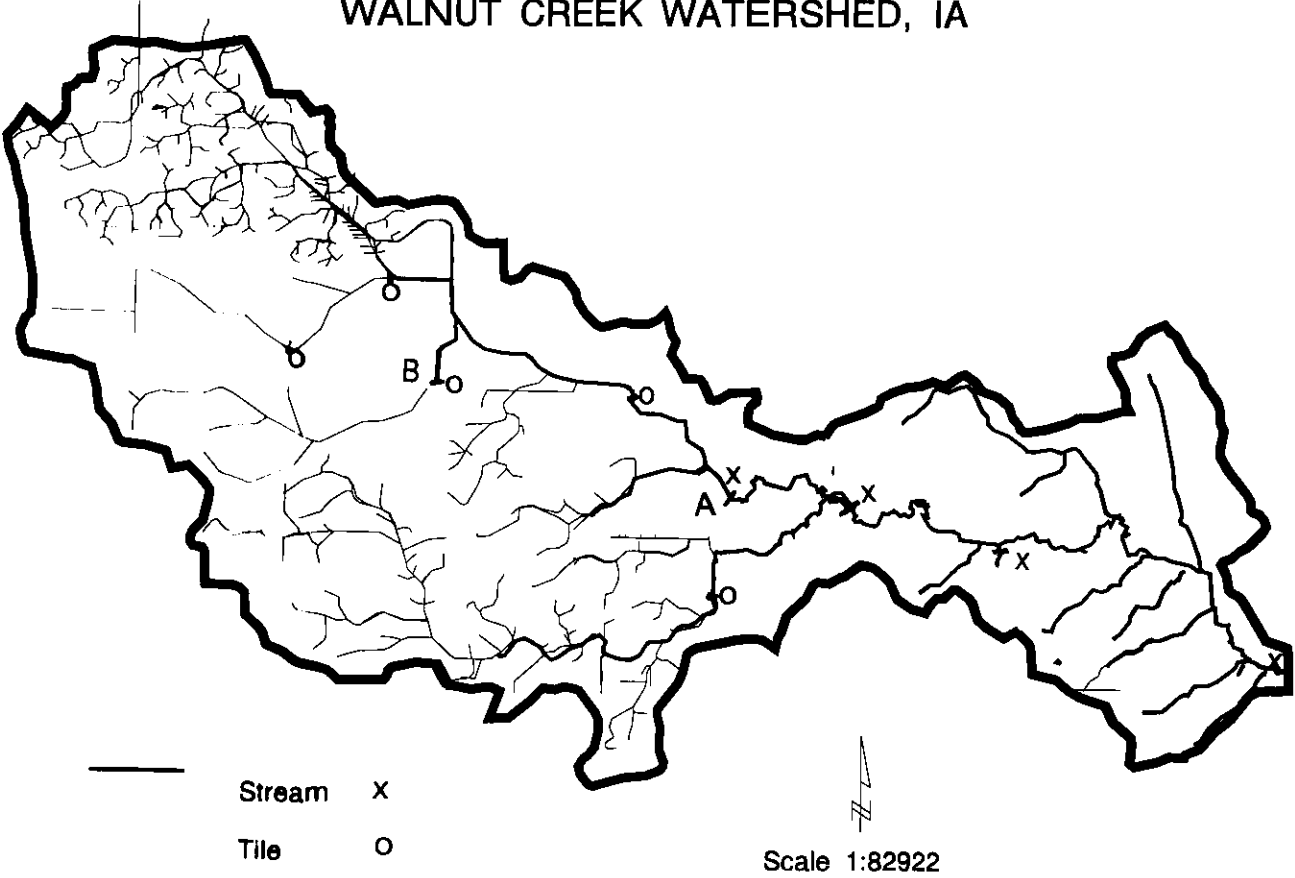 WALNUT CREEK WATERSHED, IA
O
O
B O
O
X
A X
X
O
X
Stream X
Tile O
Scale 1:82922